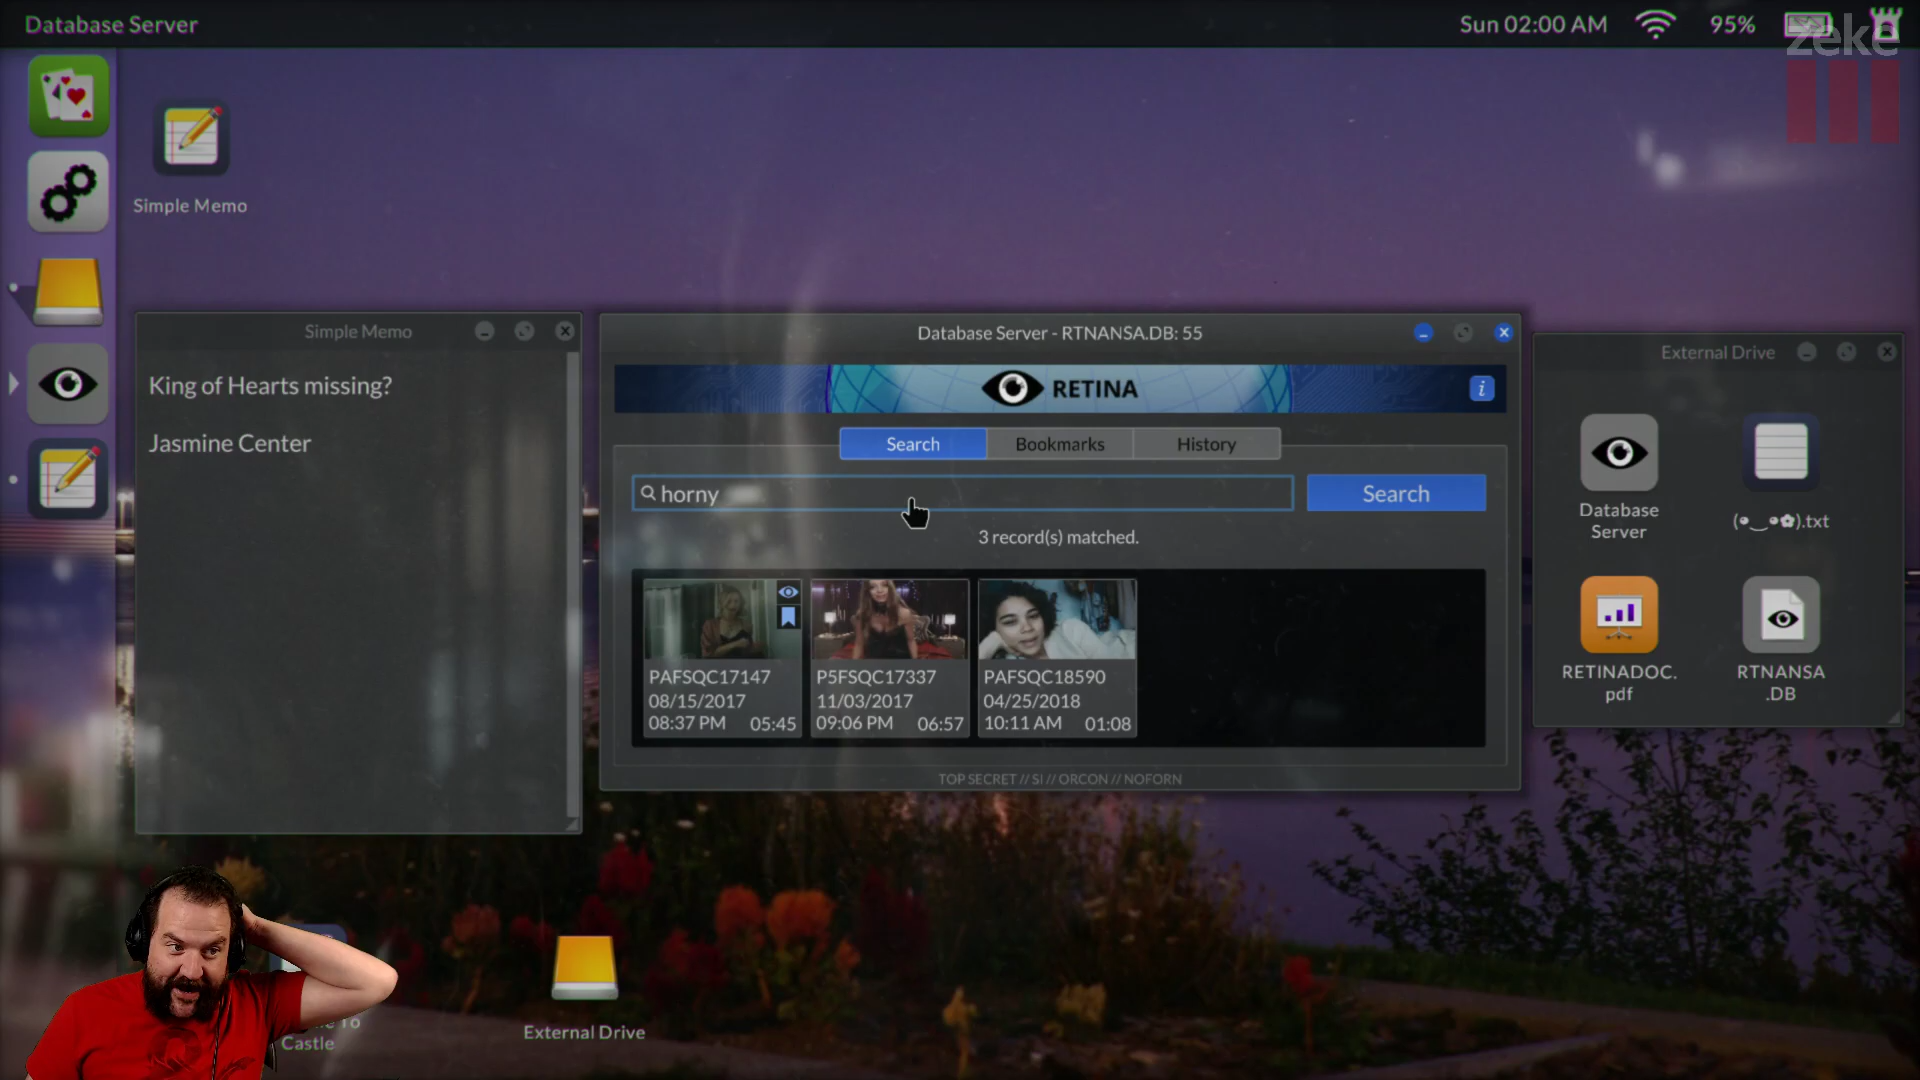 Database Server
Sun 02:00 AM
95%
zeke
Simple Memo
Simple Memo
King of Hearts missing?
Jasmine Center
Database Server - RTNANSA.DB: 55
RETINA
i
Search
Bookmarks
History
horny
Search
3 record(s) matched.
PAFSQC17147
08/15/2017
08:37 PM 05:45
P5FSQC17337
11/03/2017
09:06 PM 06:57
PAFSQC18590
04/25/2018
10:11 AM 01:08
TOP SECRET // SI // ORCON // NOFORN
External Drive
Database
Server
(•‿•✿).txt
RETINADOC.
pdf
RTNANSA
.DB
To
Castle
External Drive